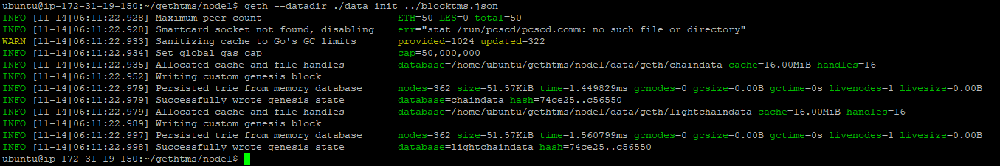 ubuntu@ip-172-31-19-150:~/gethtms/node1$ geth --datadir ./data init ../blocktms.json
INFO [11-14|06:11:22.928] Maximum peer count ETH=50 LES=0 total=50
INFO [11-14|06:11:22.928] Smartcard socket not found, disabling err="stat /run/pcscd/pcscd.comm: no such file or directory"
WARN [11-14|06:11:22.933] Sanitizing cache to Go's GC limits provided=1024 updated=322
INFO [11-14|06:11:22.934] Set global gas cap cap=50,000,000
INFO [11-14|06:11:22.935] Allocated cache and file handles database=/home/ubuntu/gethtms/node1/data/geth/chaindata cache=16.00MiB handles=16
INFO [11-14|06:11:22.952] Writing custom genesis block
INFO [11-14|06:11:22.979] Persisted trie from memory database nodes=362 size=51.57KiB time=1.449829ms gcnodes=0 gcsize=0.00B gctime=0s livenodes=1 livesize=0.00B
INFO [11-14|06:11:22.979] Successfully wrote genesis state database=chaindata hash=74ce25..c56550
INFO [11-14|06:11:22.979] Allocated cache and file handles database=/home/ubuntu/gethtms/node1/data/geth/lightchaindata cache=16.00MiB handles=16
INFO [11-14|06:11:22.989] Writing custom genesis block
INFO [11-14|06:11:22.997] Persisted trie from memory database nodes=362 size=51.57KiB time=1.560799ms gcnodes=0 gcsize=0.00B gctime=0s livenodes=1 livesize=0.00B
INFO [11-14|06:11:22.998] Successfully wrote genesis state database=lightchaindata hash=74ce25..c56550
ubuntu@ip-172-31-19-150:~/gethtms/node1$